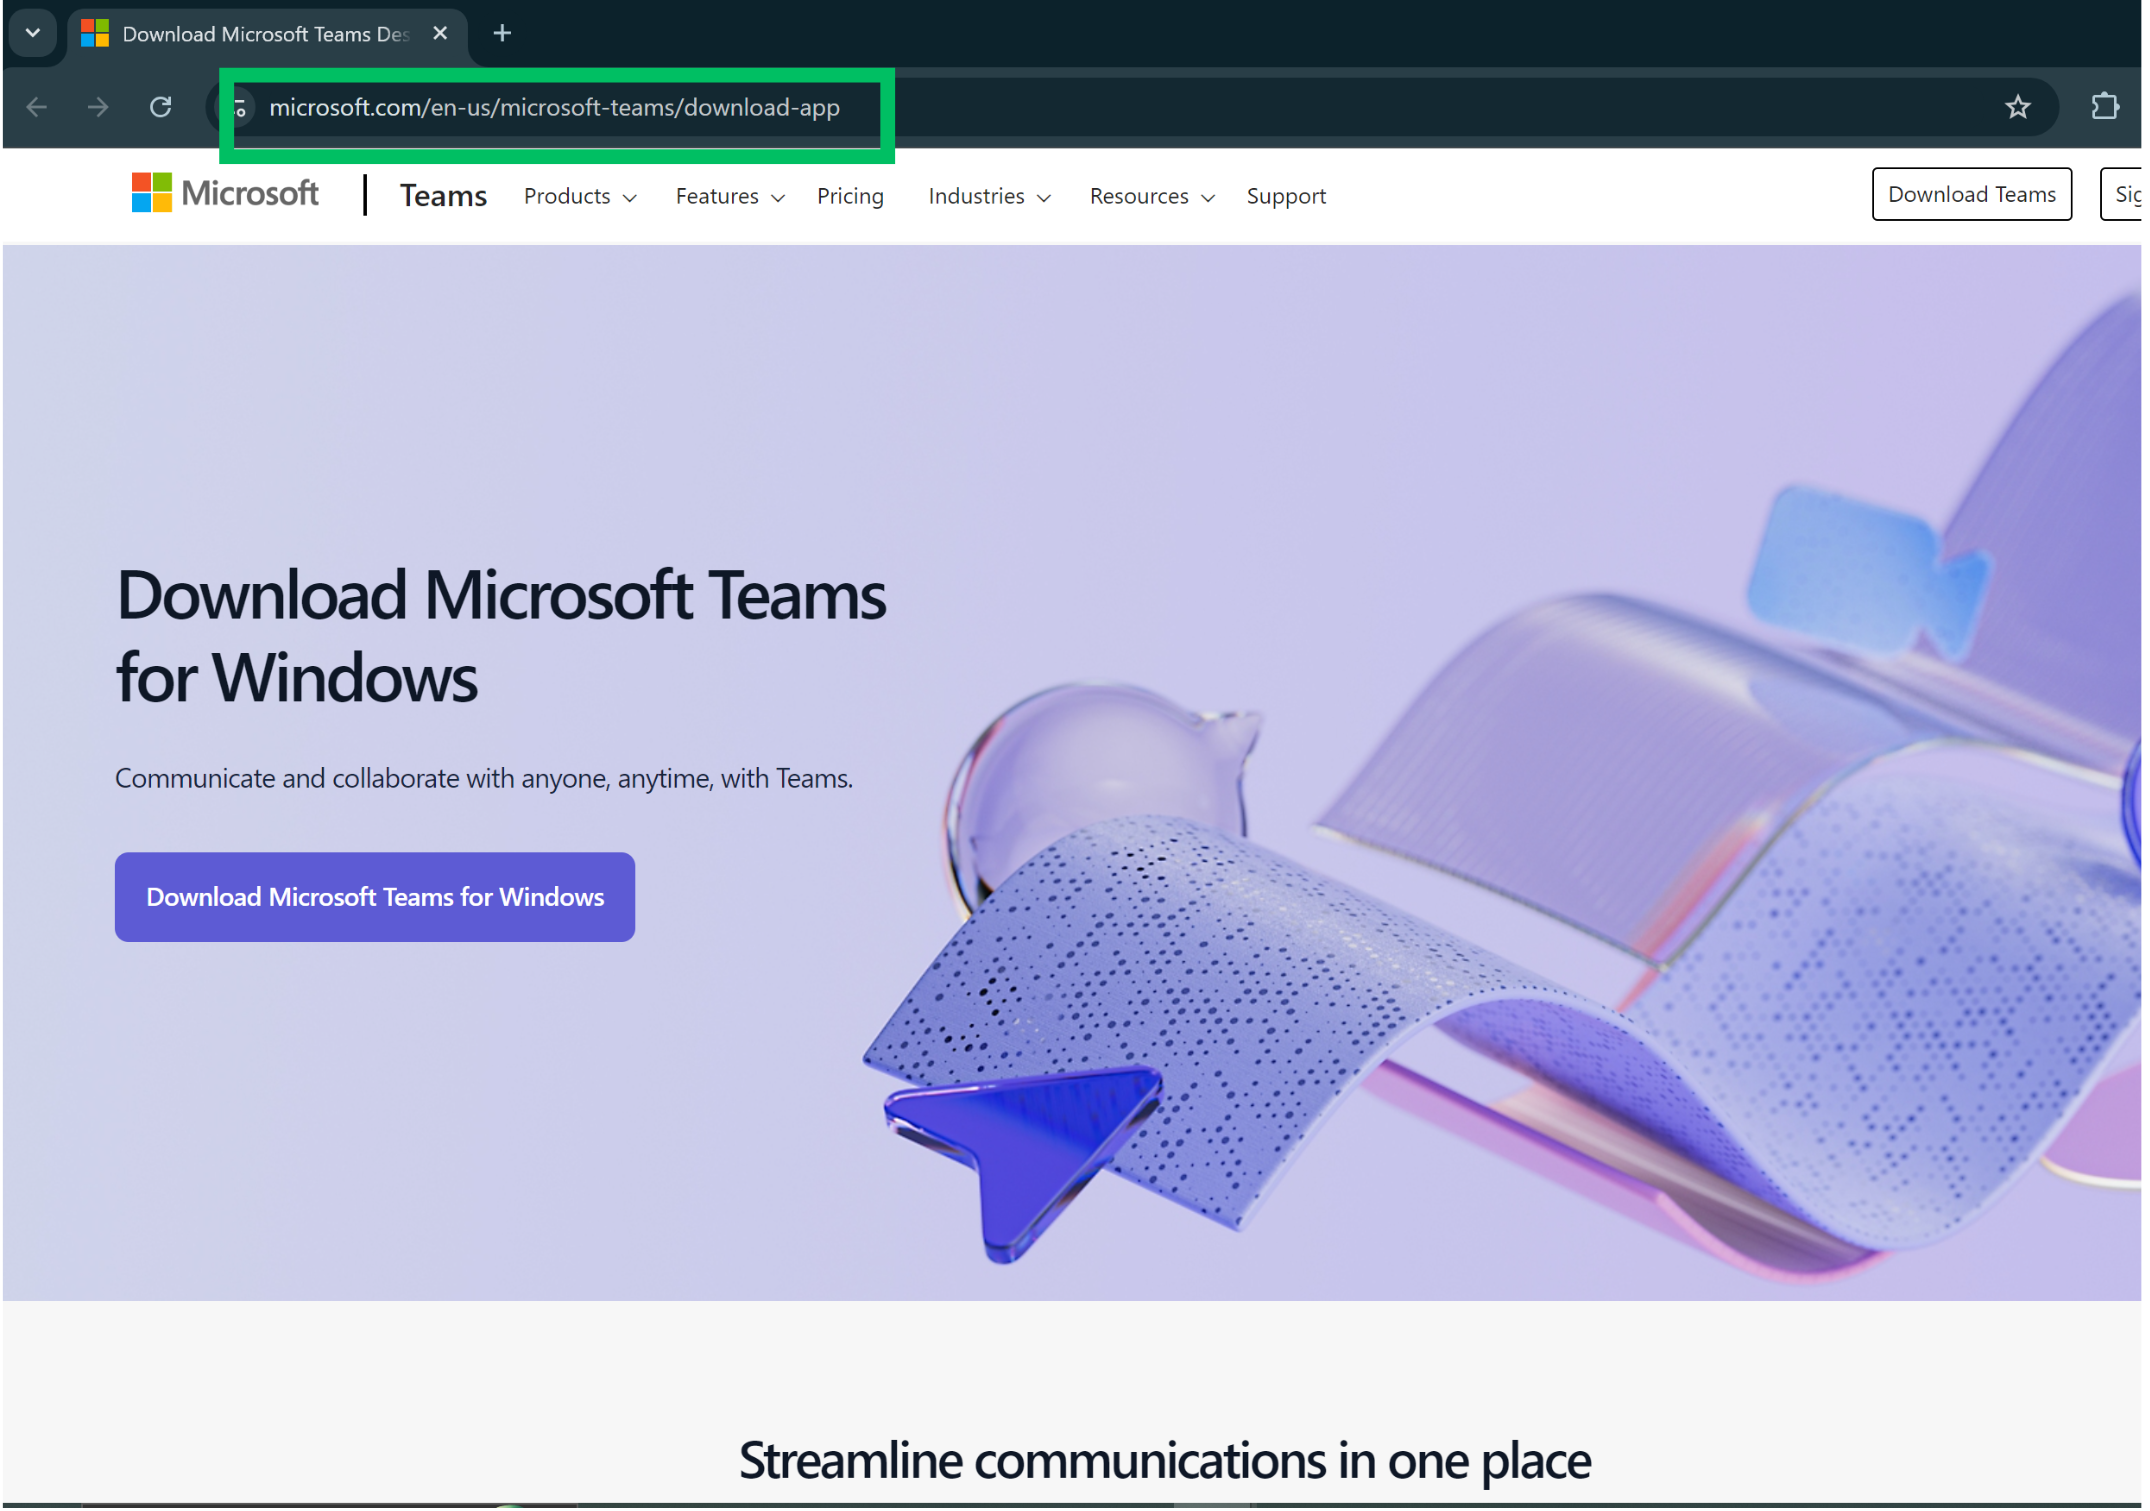 Download Microsoft Teams Des
microsoft.com/en-us/microsoft-teams/download-app
Microsoft Teams Products Features Pricing Industries Resources Support Download Teams Sig
Download Microsoft Teams
for Windows
Communicate and collaborate with anyone, anytime, with Teams.
Download Microsoft Teams for Windows
Streamline communications in one place